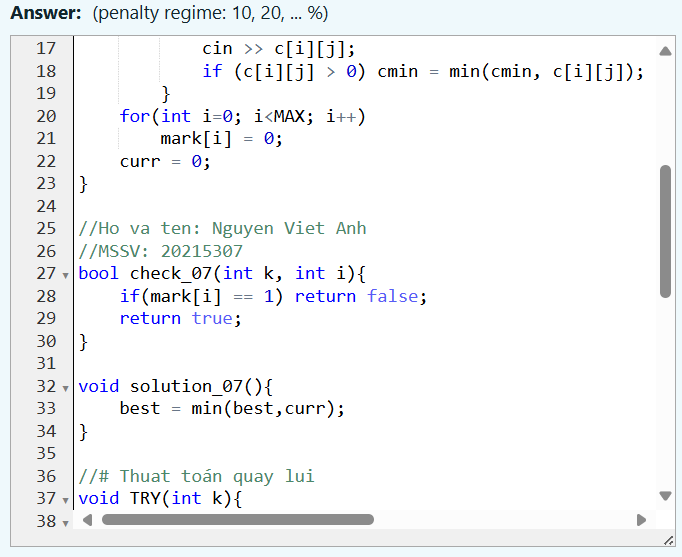 Answer: (penalty regime: 10, 20, ... %)
17 cin >> c[i][j];
18 if (c[i][j] > 0) cmin = min(cmin, c[i][j]);
19 }
20 for(int i=0; i<MAX; i++)
21 mark[i] = 0;
22 curr = 0;
23 }
24
25 //Ho va ten: Nguyen Viet Anh
26 //MSSV: 20215307
27 bool check_07(int k, int i){
28 if(mark[i] == 1) return false;
29 return true;
30 }
31
32 void solution_07(){
33 best = min(best,curr);
34 }
35
36 //# Thuat toán quay lui
37 void TRY(int k){
38